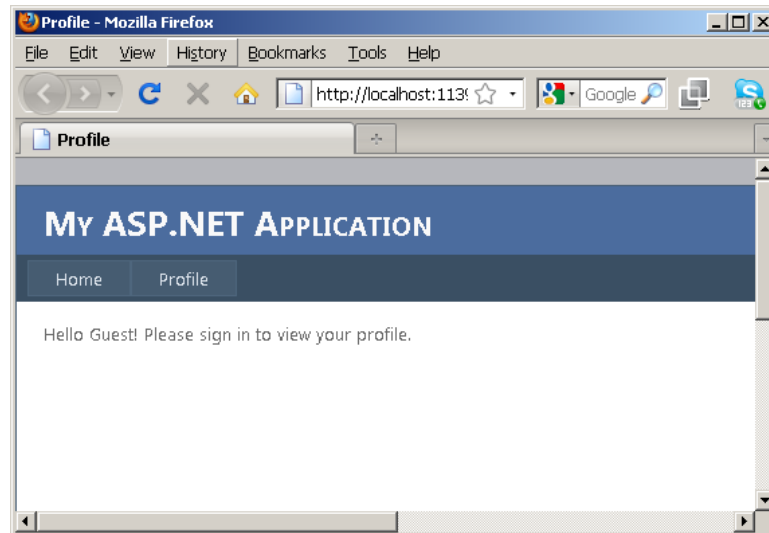 Profile - Mozilla Firefox
File Edit View History Bookmarks Tools Help
http://localhost:113 Google
Profile
MY ASP.NET APPLICATION
Home Profile
Hello Guest! Please sign in to view your profile.